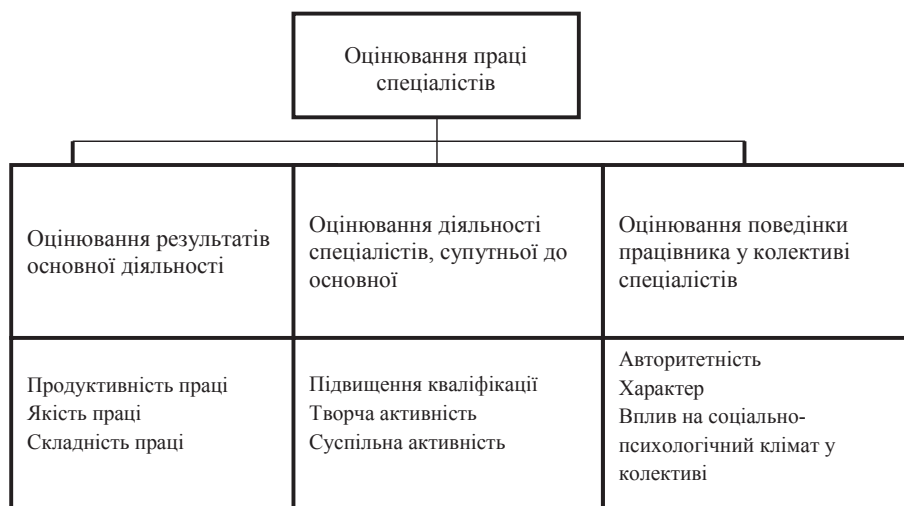 Оцінювання праці
спеціалістів
Оцінювання результатів
основної діяльності
Оцінювання діяльності
спеціалістів, супутньої до
основної
Оцінювання поведінки
працівника у колективі
спеціалістів
Продуктивність праці
Якість праці
Складність праці
Підвищення кваліфікації
Творча активність
Суспільна активність
Авторитетність
Характер
Вплив на соціально-
психологічний клімат у
колективі